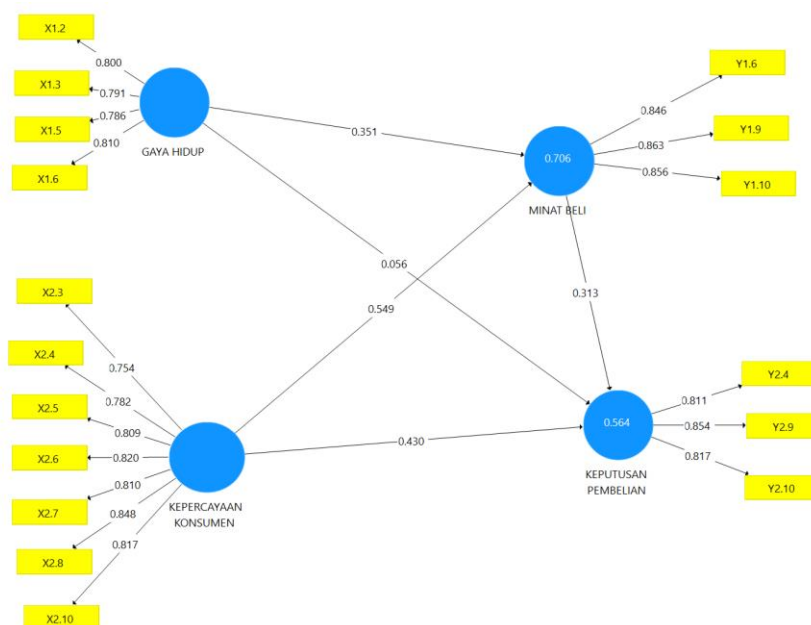 X1.2
0.800
X1.3
0.791
X1.5
0.786
0.810
X1.6
GAYA HIDUP
0.351
0.056
Y1.6
0.846
Y1.9
0.863
0.856
Y1.10
0.706
MINAT BELI
0.313
X2.3
0.754
X2.4
0.782
X2.5
0.809
X2.6
0.820
X2.7
0.810
0.848
X2.8
0.817
X2.10
KEPERCAYAAN
KONSUMEN
0.549
0.430
0.564
KEPUTUSAN
PEMBELIAN
Y2.4
0.811
Y2.9
0.854
0.817
Y2.10